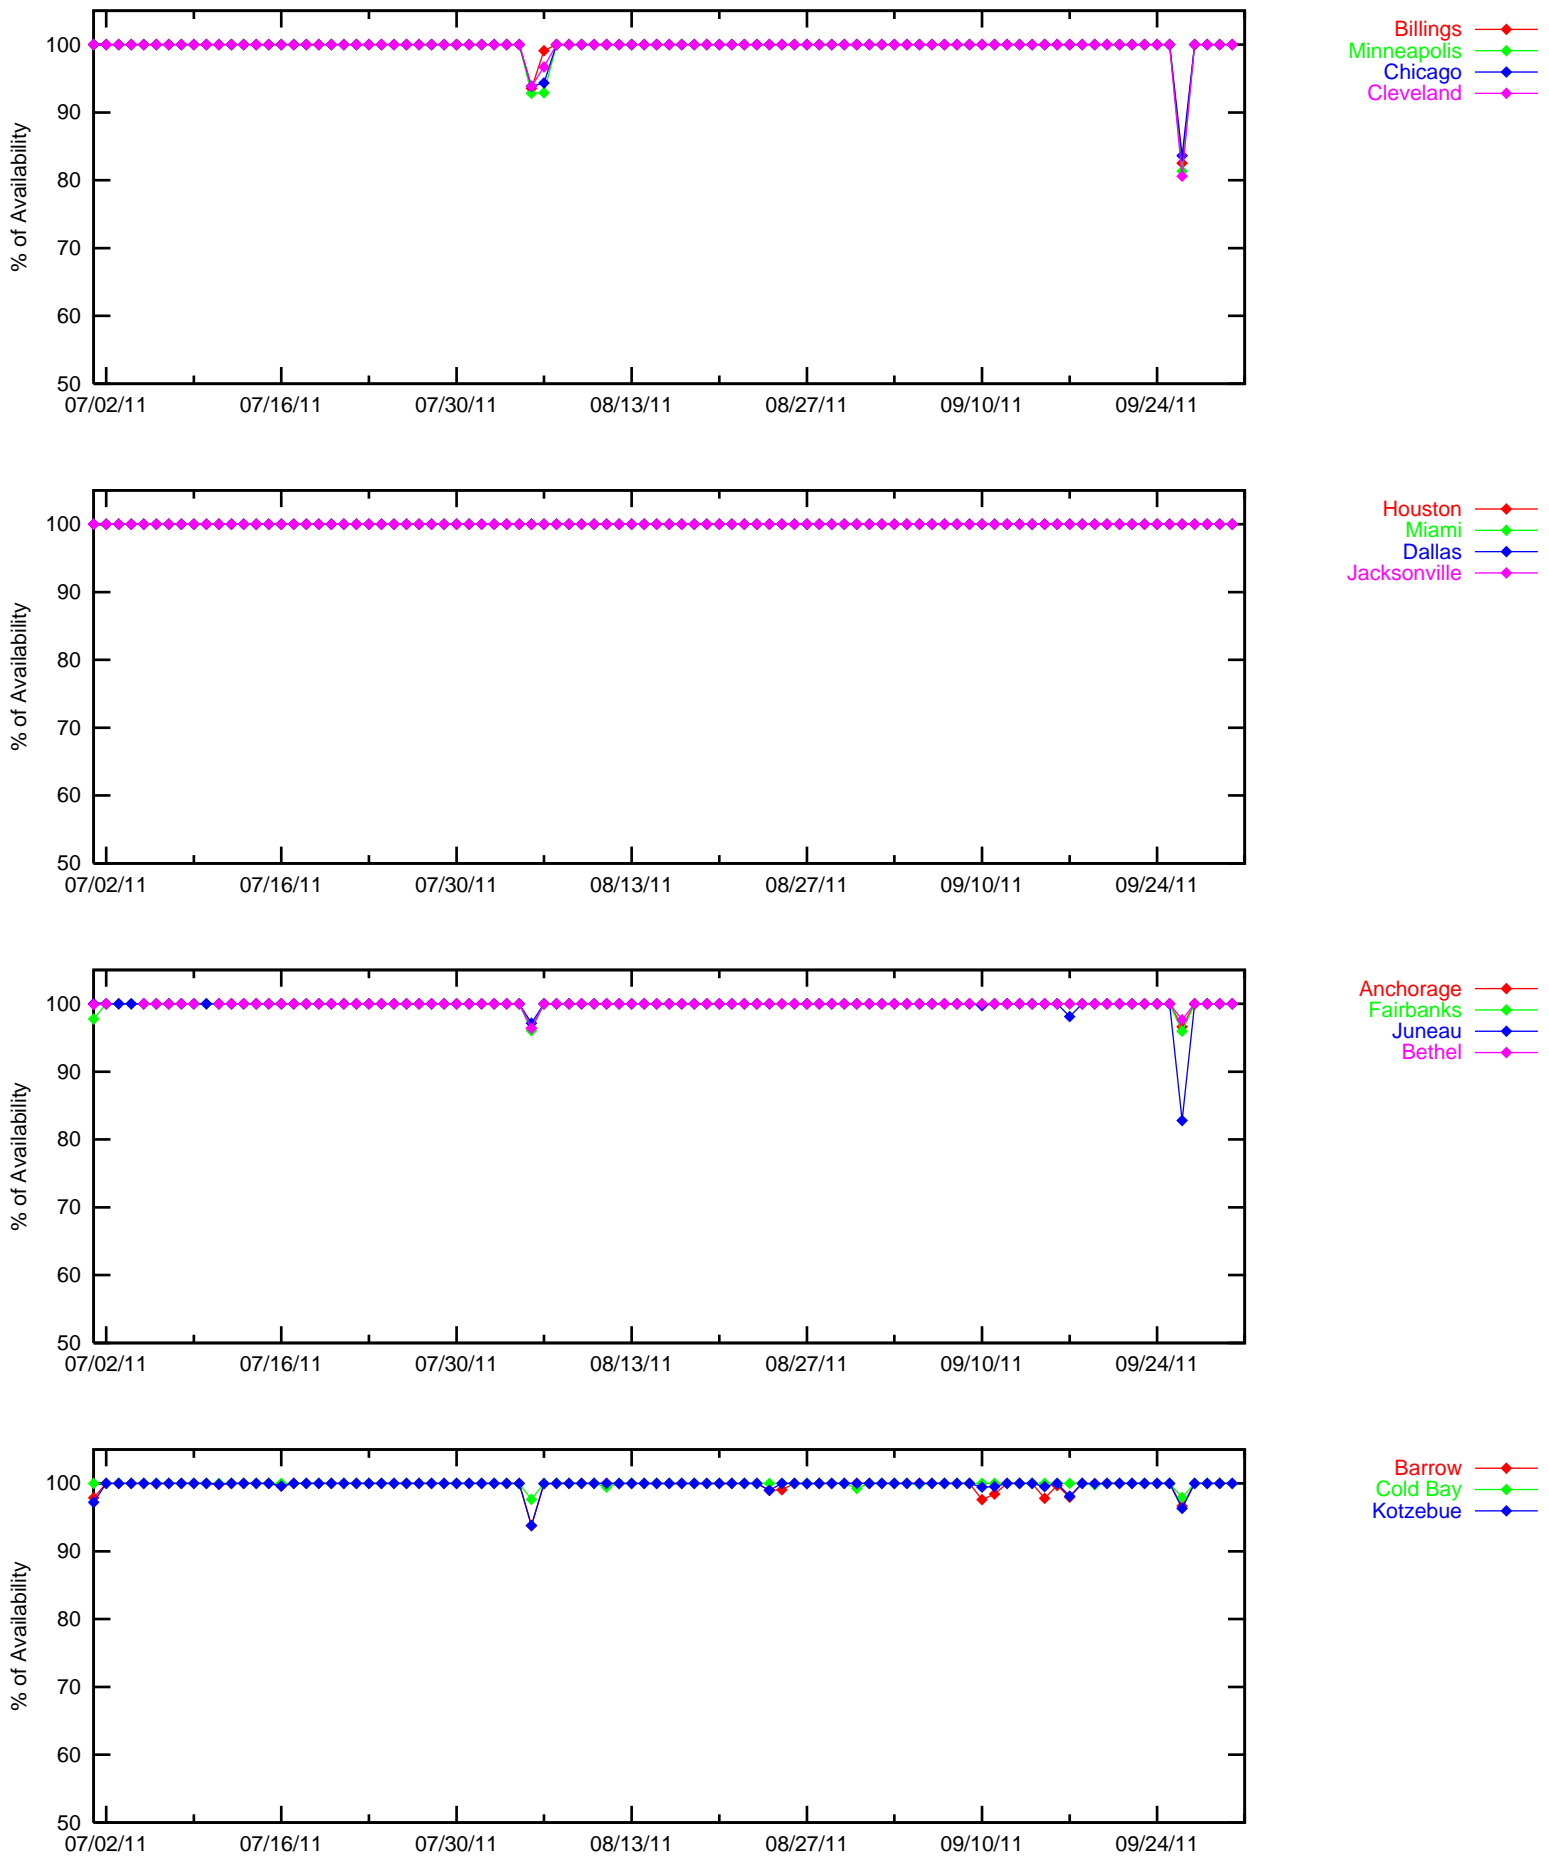 % of Availability
100
90
80
70
60
50
07/02/11 07/16/11 07/30/11 08/13/11 08/27/11 09/10/11 09/24/11
Billings
Minneapolis
Chicago
Cleveland
% of Availability
100
90
80
70
60
50
07/02/11 07/16/11 07/30/11 08/13/11 08/27/11 09/10/11 09/24/11
Houston
Miami
Dallas
Jacksonville
% of Availability
100
90
80
70
60
50
07/02/11 07/16/11 07/30/11 08/13/11 08/27/11 09/10/11 09/24/11
Anchorage
Fairbanks
Juneau
Bethel
% of Availability
100
90
80
70
60
50
07/02/11 07/16/11 07/30/11 08/13/11 08/27/11 09/10/11 09/24/11
Barrow
Cold Bay
Kotzebue